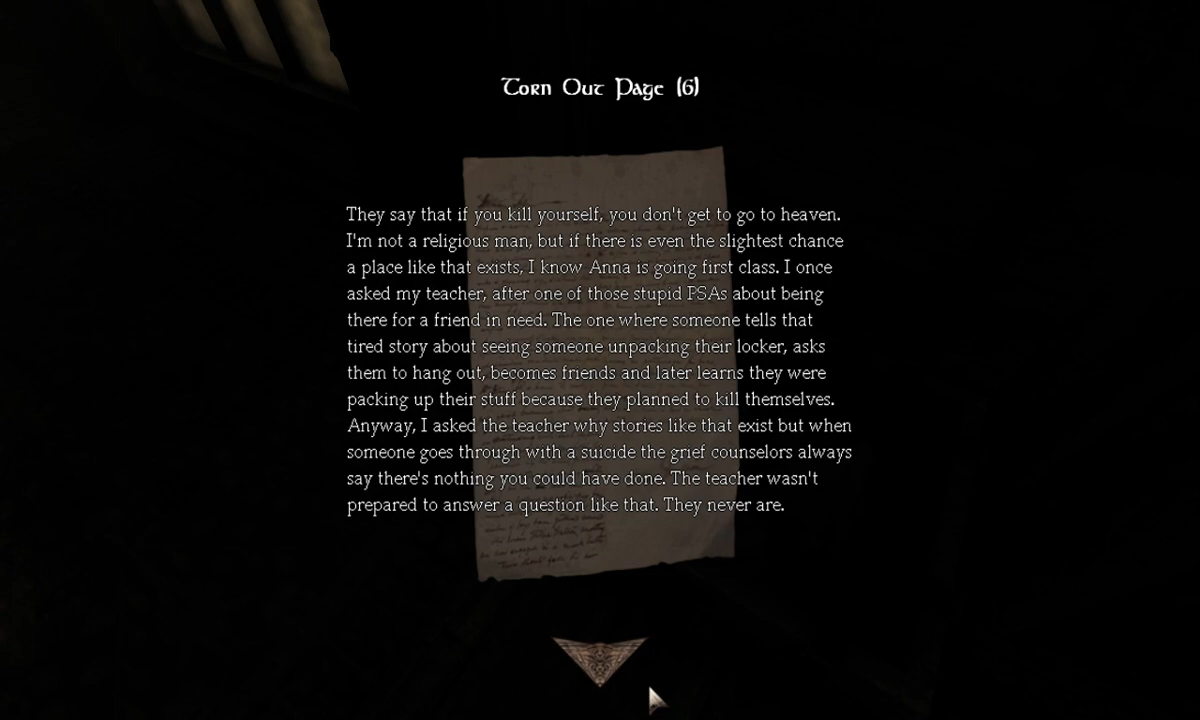 Torn Out Page (6)
They say that if you kill yourself, you don't get to go to heaven.
I'm not a religious man, but if there is even the slightest chance
a place like that exists, I know Anna is going first class. I once
asked my teacher, after one of those stupid PSAs about being
there for a friend in need. The one where someone tells that
tired story about seeing someone unpacking their locker, asks
them to hang out, becomes friends and later learns they were
packing up their stuff because they planned to kill themselves.
Anyway, I asked the teacher why stories like that exist but when
someone goes through with a suicide the grief counselors always
say there's nothing you could have done. The teacher wasn't
prepared to answer a question like that. They never are.